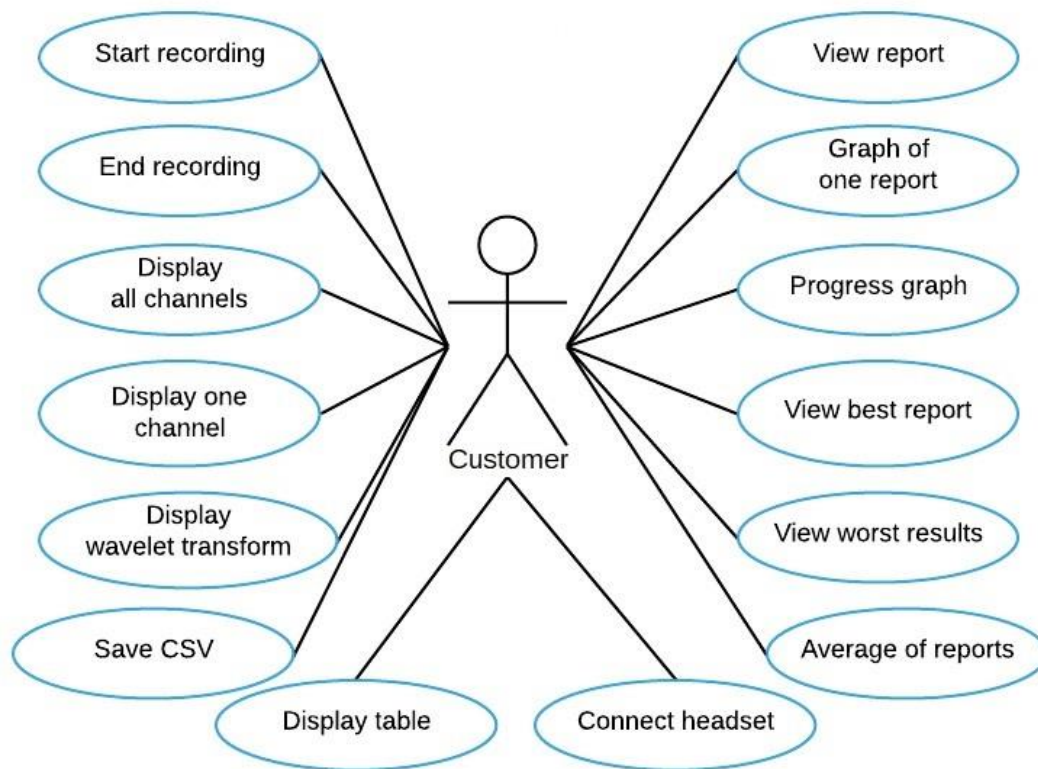 Start recording
End recording
Display
all channels
Display one
channel
Display
wavelet transform
Save CSV
Display table
Customer
Connect headset
View report
Graph of
one report
Progress graph
View best report
View worst results
Average of reports